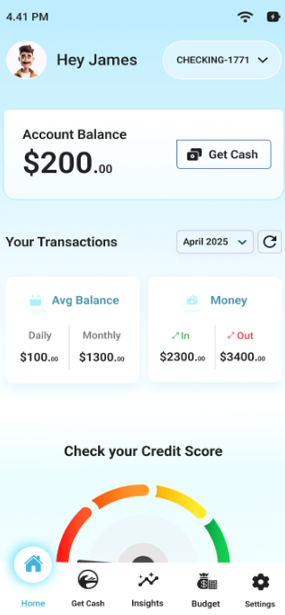 4.41 PM
Hey James
CHECKING-1771
Account Balance
$200.00
Get Cash
Your Transactions
April 2025
Avg Balance
Daily
Monthly
$100.00
$1300.00
Money
In
Out
$2300.00
$3400.00
Check your Credit Score
Home
Get Cash
Insights
Budget
Settings